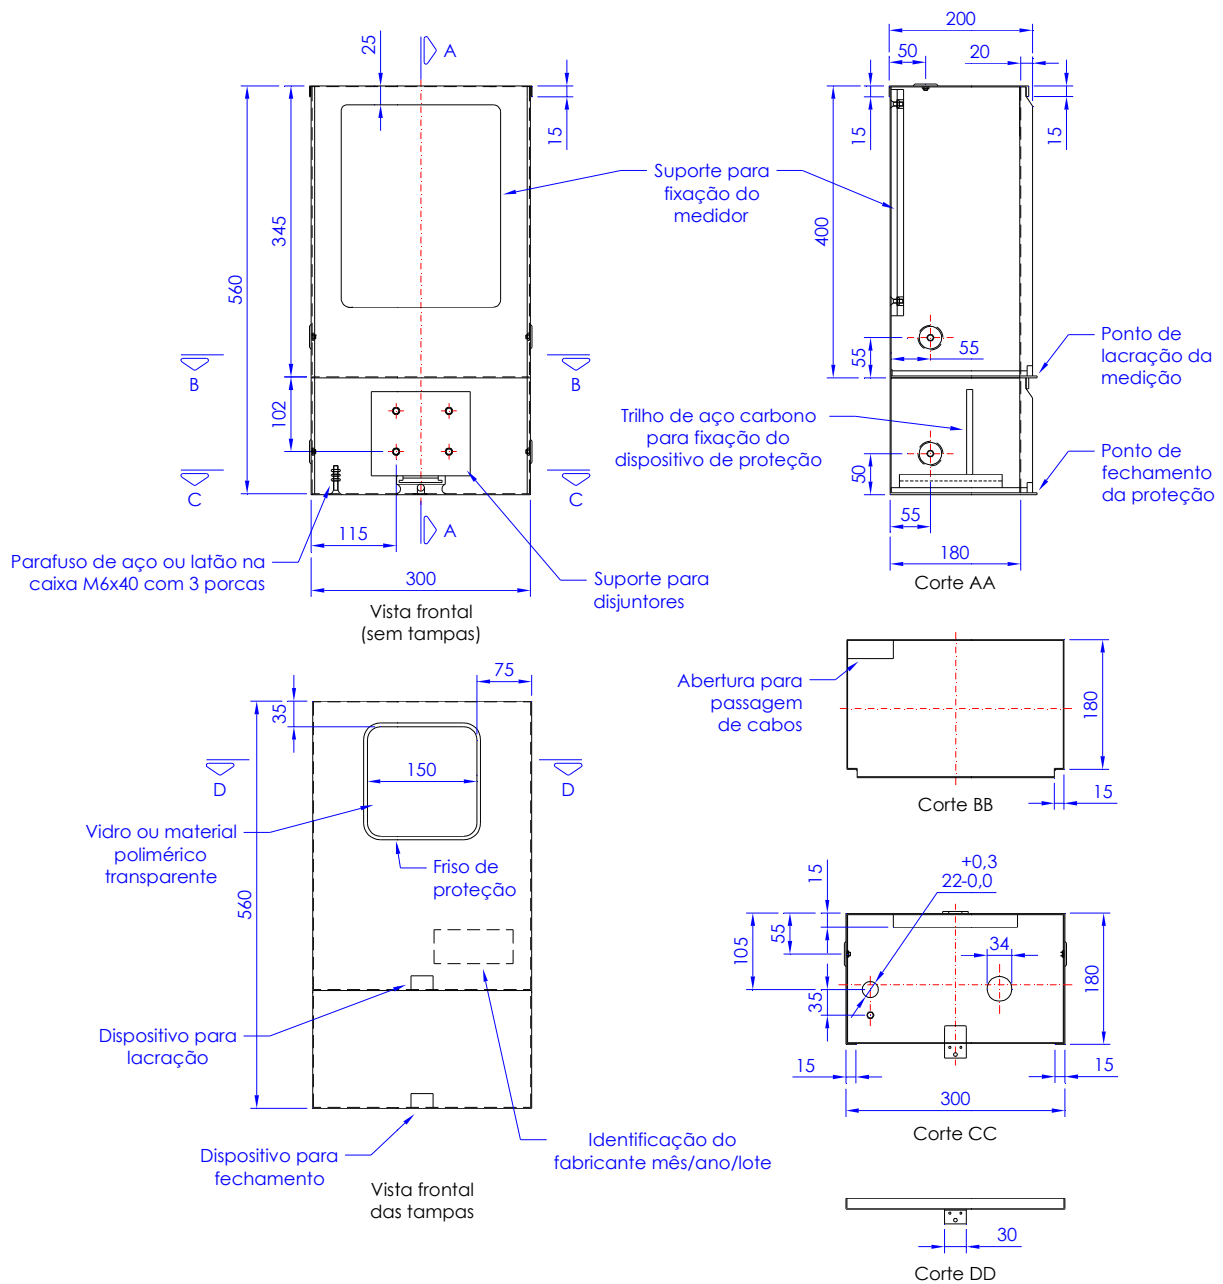 25
A
15
345
560
B
B
102
C
C
A
115
300
Parafuso de aço ou latão na
caixa M6x40 com 3 porcas
Suporte para
disjuntores
Vista frontal
(sem tampas)
Suporte para
fixação do
medidor
200
50
20
15
15
400
55
55
Ponto de
lacração da
medição
Trilho de aço carbono
para fixação do
dispositivo de proteção
50
Ponto de
fechamento
da proteção
55
180
Corte AA
75
35
D
D
150
560
Vidro ou material
polimérico
transparente
Friso de
proteção
Dispositivo para
lacração
Dispositivo para
fechamento
Identificação do
fabricante mês/ano/lote
Vista frontal
das tampas
Abertura para
passagem
de cabos
180
15
Corte BB
+0,3
22-0,0
15
55
105
34
35
180
15
15
300
Corte CC
30
Corte DD